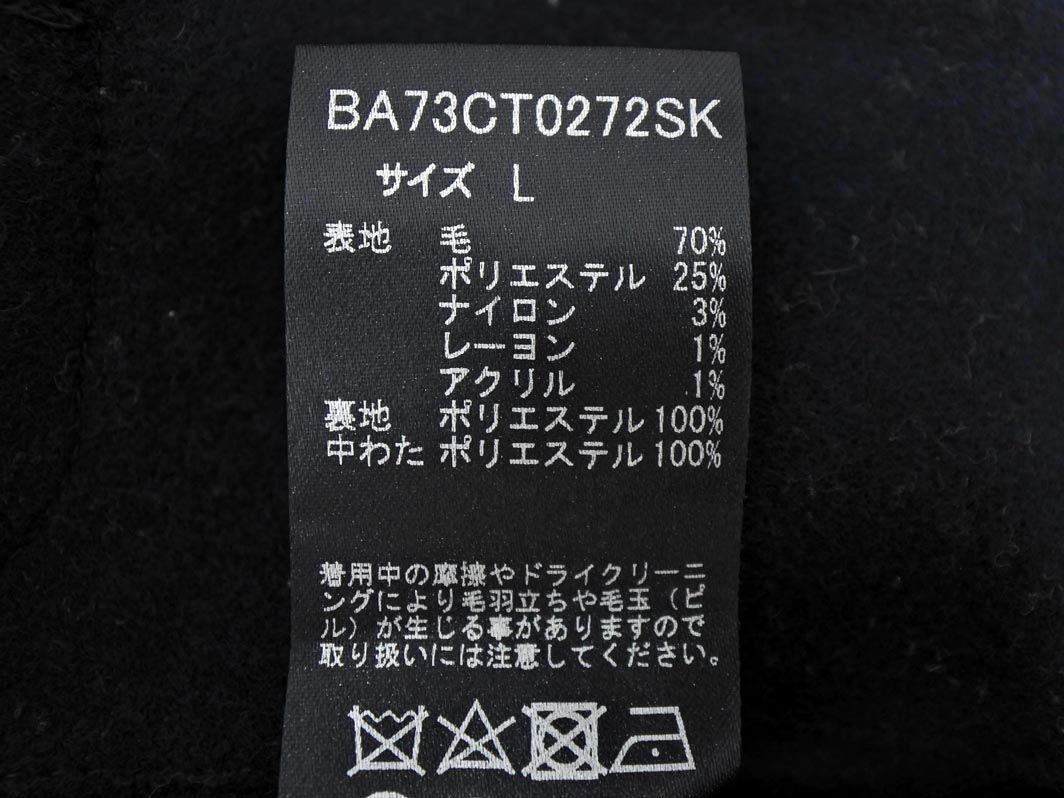 BA73CT0272SK
サイズ L
表地 毛 70%
ポリエステル 25%
ナイロン 3%
レーヨン 1%
アクリル 1%
裏地 ポリエステル 100%
中わた ポリエステル 100%
着用中の摩擦やドライクリーニ
ングにより毛羽立ちや毛玉(ピ
ル)が生じる事がありますので
取り扱いには注意してください。